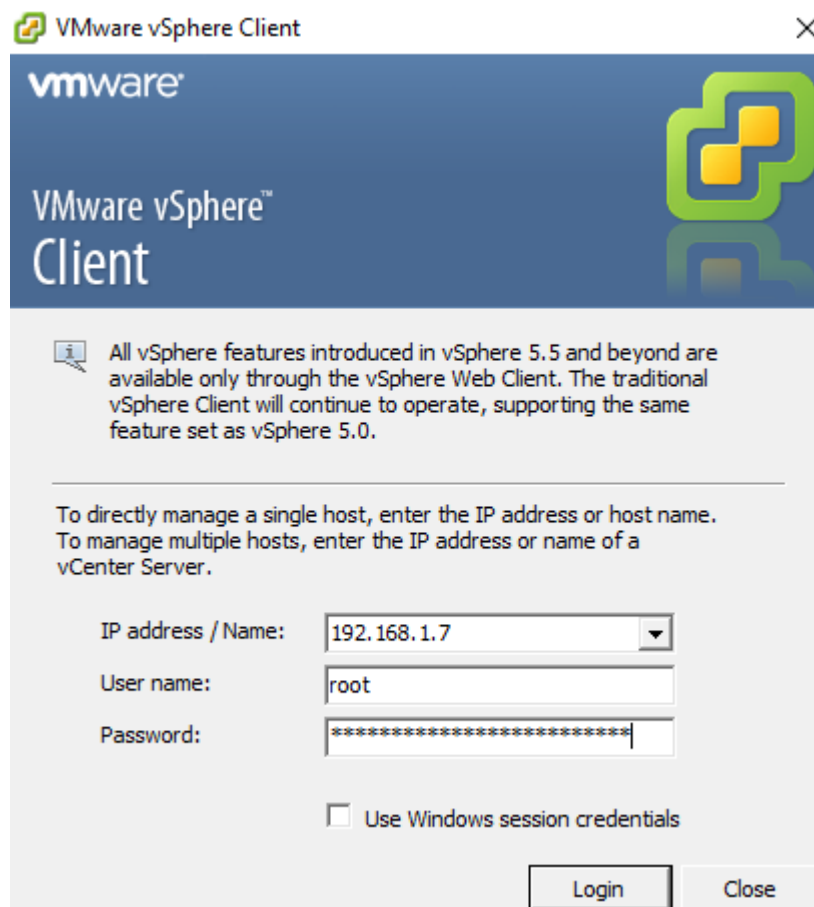 VMware vSphere Client
vmware®
VMware vSphere™
Client
All vSphere features introduced in vSphere 5.5 and beyond are
available only through the vSphere Web Client. The traditional
vSphere Client will continue to operate, supporting the same
feature set as vSphere 5.0.
To directly manage a single host, enter the IP address or host name.
To manage multiple hosts, enter the IP address or name of a
vCenter Server.
IP address / Name: 192.168.1.7
User name: root
Password: *************************
Use Windows session credentials
Login Close